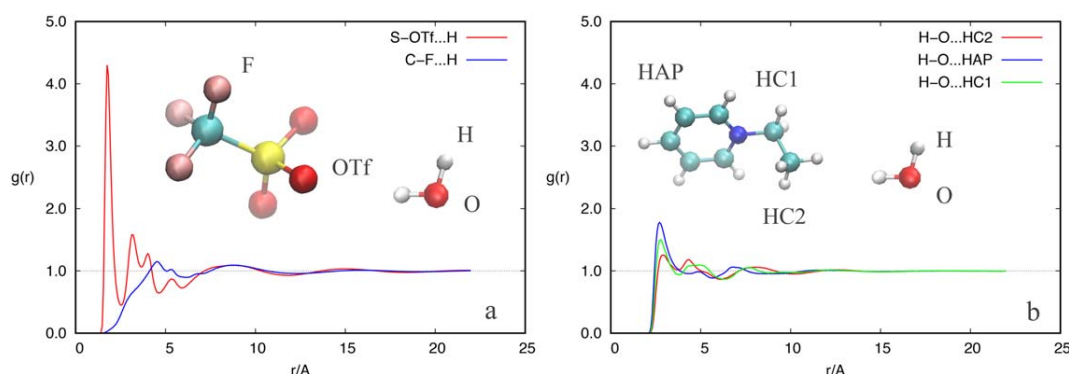 5.0
S−OTf...H
C−F...H
F
4.0
H
3.0
g(r)
OTf
O
2.0
1.0
a
0.0
0 5 10 15 20 25
r/A
5.0
H−O...HC2
H−O...HAP
H−O...HC1
HAP
HC1
4.0
H
3.0
g(r)
O
HC2
2.0
1.0
b
0.0
0 5 10 15 20 25
r/A